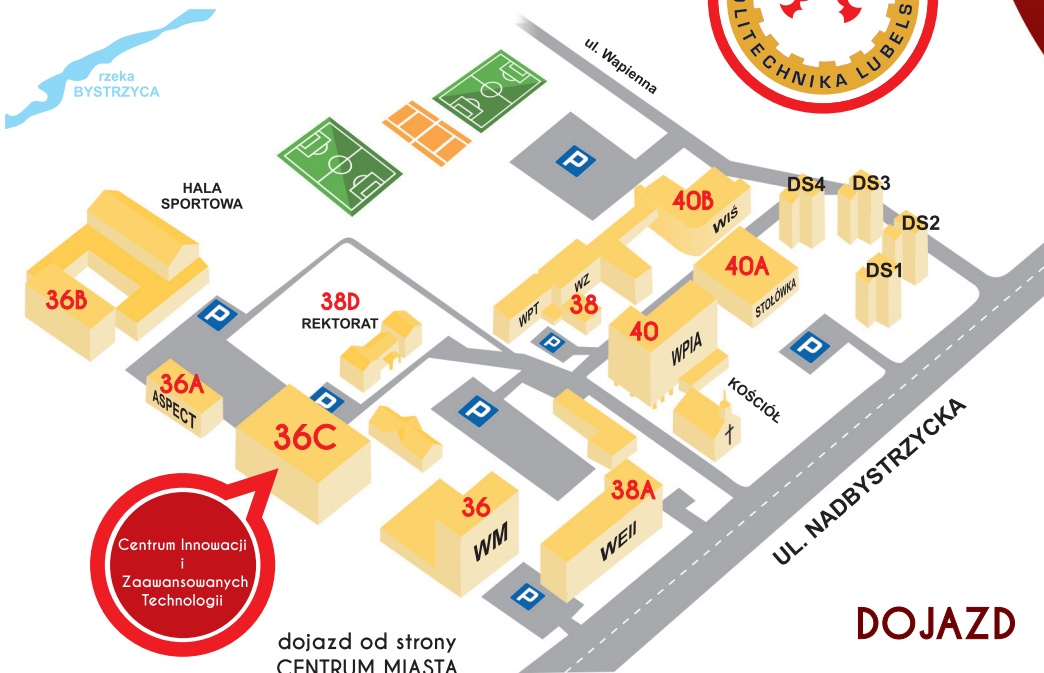 OLITECHNIKA LUBELS
ul. Wapienna
rzeka
BYSTRZYCA
HALA
SPORTOWA
P
40B
WIŚ
DS4
DS3
DS2
DS1
40A
STOŁÓWKA
36B
P
38D
REKTORAT
WPT
WZ
38
40
WPIA
P
P
36A
ASPECT
P
P
KOŚCIÓŁ
36C
36
WM
38A
WEII
UL. NADBYSTRZYCKA
Centrum Innowacji
i
Zaawansowanych
Technologii
P
DOJAZD
dojazd od strony
CENTRUM MIASTA